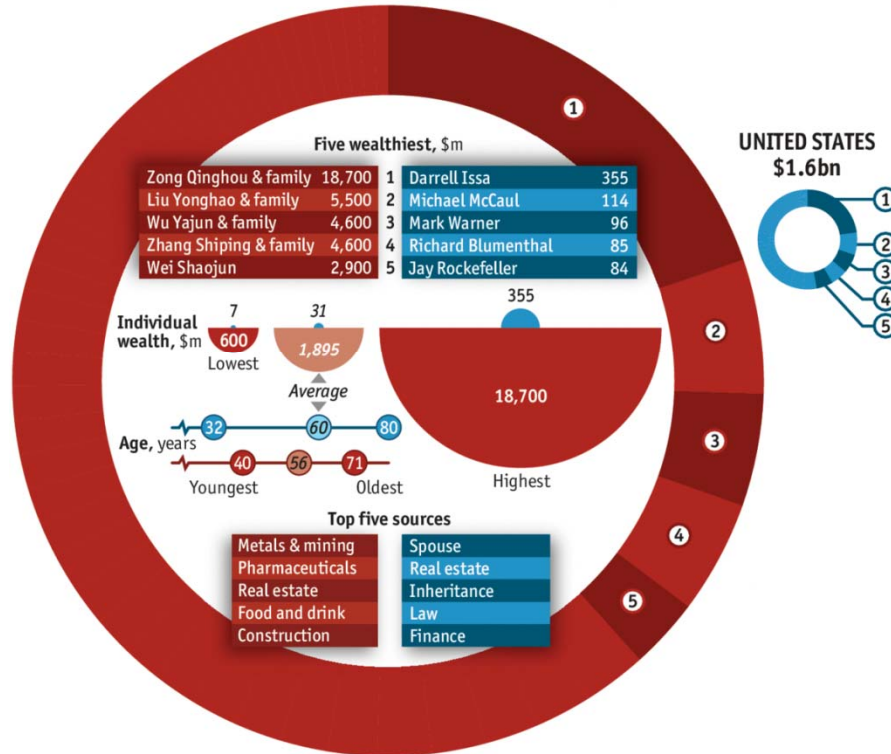 UNITED STATES
$1.6bn
1
2
3
4
5
1
2
3
4
5
Five wealthiest, $m
Zong Qinghou & family 18,700 1 Darrell Issa 355
Liu Yonghao & family 5,500 2 Michael McCaul 114
Wu Yajun & family 4,600 3 Mark Warner 96
Zhang Shiping & family 4,600 4 Richard Blumenthal 85
Wei Shaojun 2,900 5 Jay Rockefeller 84
Individual
wealth, $m
7
600
Lowest
31
1,895
Average
355
18,700
Highest
Age, years
32 60 80
40 56 71
Youngest Oldest
Top five sources
Metals & mining Spouse
Pharmaceuticals Real estate
Real estate Inheritance
Food and drink Law
Construction Finance